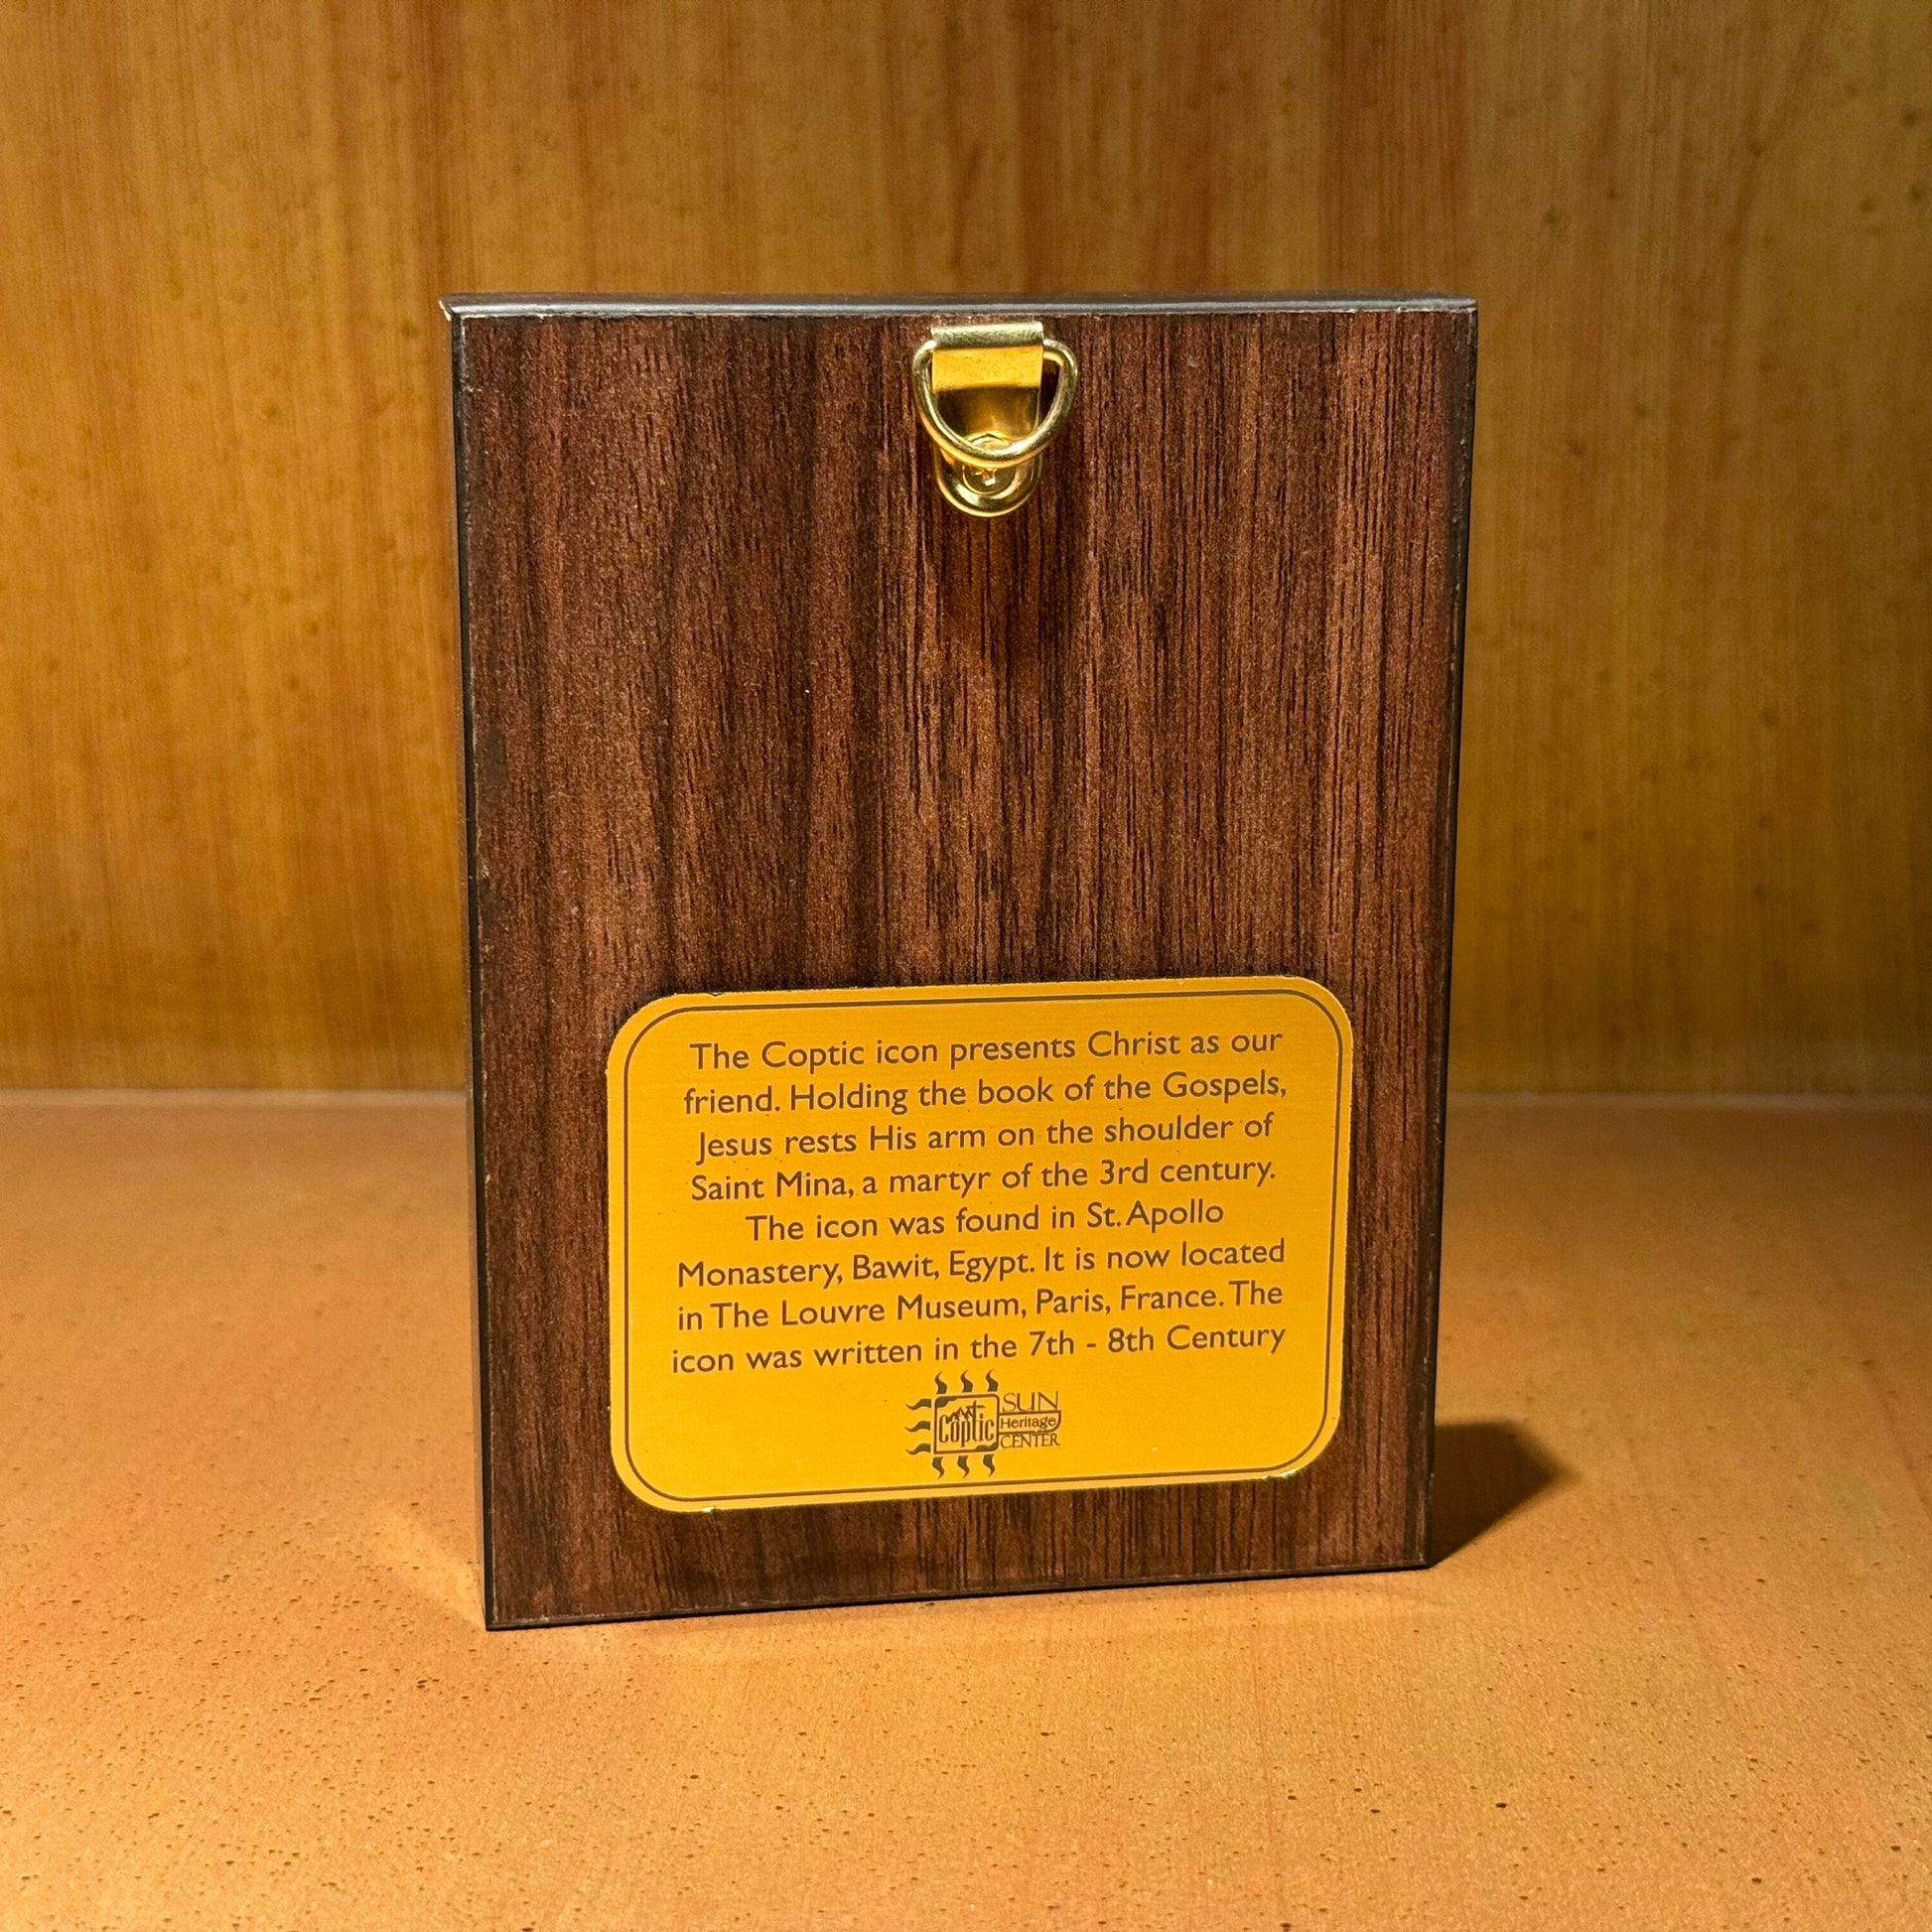 The Coptic icon presents Christ as our
friend. Holding the book of the Gospels,
Jesus rests His arm on the shoulder of
Saint Mina, a martyr of the 3rd century.
The icon was found in St. Apollo
Monastery, Bawit, Egypt. It is now located
in The Louvre Museum, Paris, France. The
icon was written in the 7th - 8th Century
Coptic
SUN
Heritage
CENTER